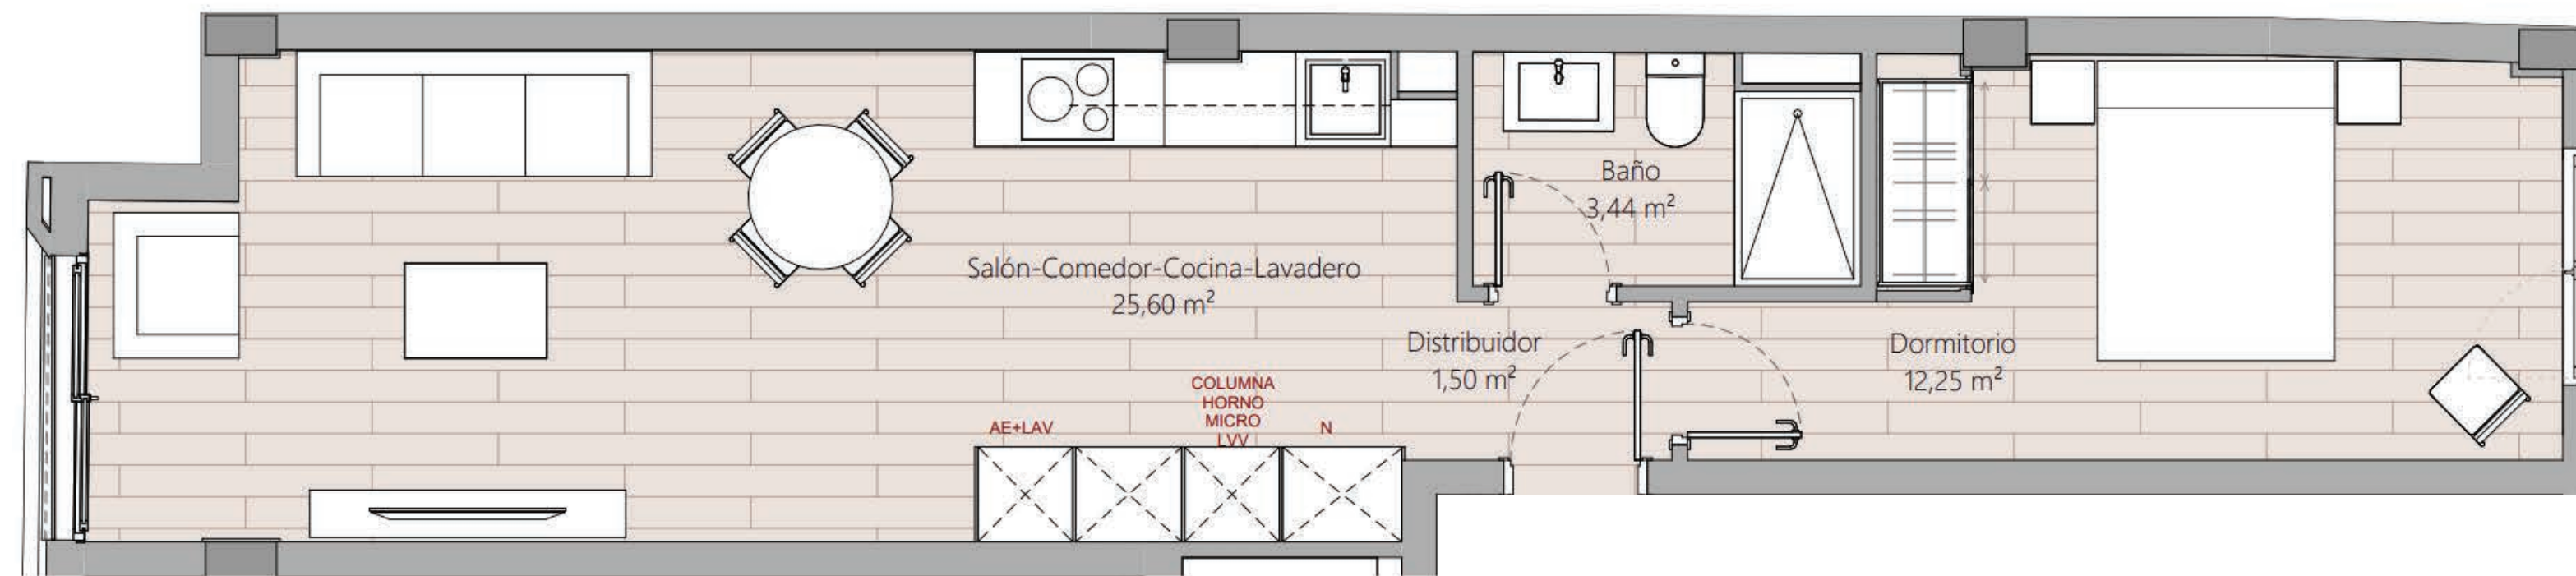 Baño
3,44 m²
Salón-Comedor-Cocina-Lavadero
25,60 m²
Distribuidor
1,50 m²
Dormitorio
12,25 m²
COLUMNA
HORNO
MICRO
LVV
AE+LAV
N